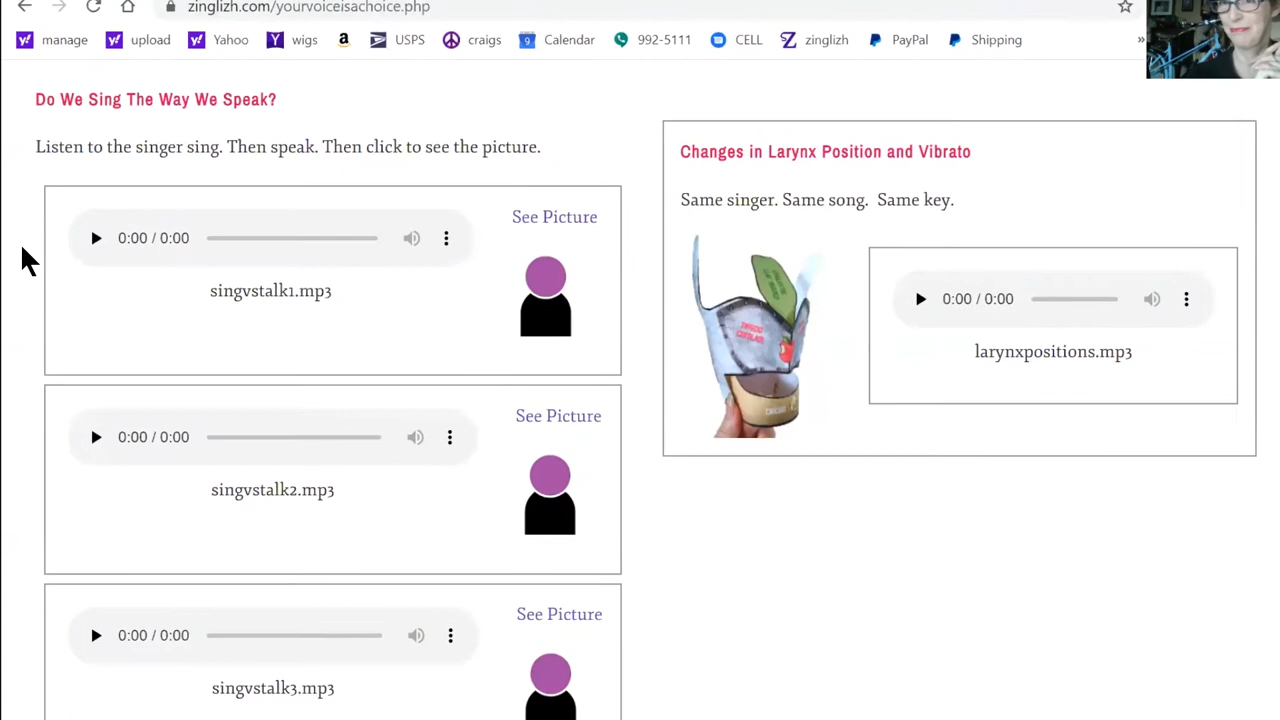 zinglizh.com/yourvoiceisachoice.php
manage upload Yahoo wigs USPS craigs Calendar 992-5111 CELL zinglizh PayPal Shipping »
Do We Sing The Way We Speak?
Listen to the singer sing. Then speak. Then click to see the picture.
See Picture
0:00 / 0:00
singvstalk1.mp3
See Picture
0:00 / 0:00
singvstalk2.mp3
See Picture
0:00 / 0:00
singvstalk3.mp3
Changes in Larynx Position and Vibrato
Same singer. Same song. Same key.
0:00 / 0:00
larynxpositions.mp3